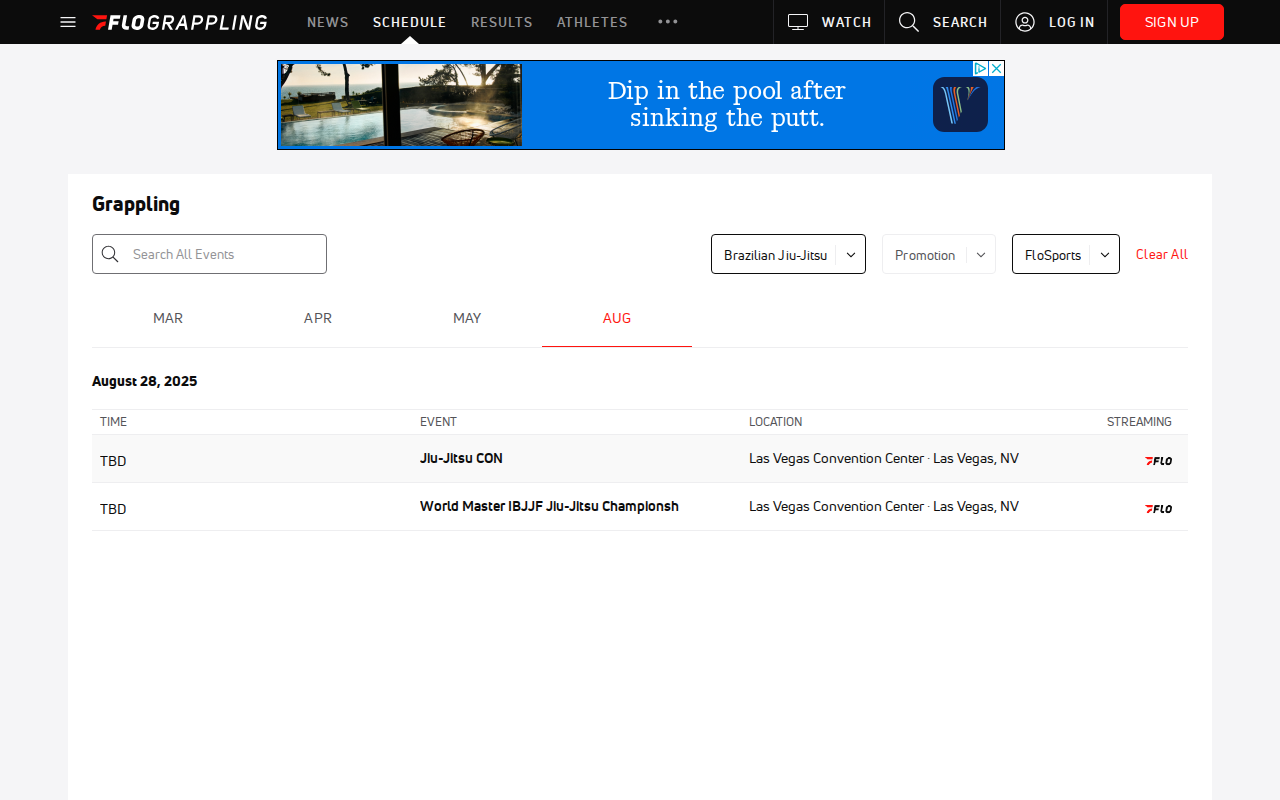 FLOGRAPPLING NEWS SCHEDULE RESULTS ATHLETES ••• WATCH SEARCH LOG IN SIGN UP
Dip in the pool after
sinking the putt.
Grappling
Search All Events Brazilian Jiu-Jitsu Promotion FloSports Clear All
MAR APR MAY AUG
August 28, 2025
TIME EVENT LOCATION STREAMING
TBD Jiu-Jitsu CON Las Vegas Convention Center · Las Vegas, NV FLO
TBD World Master IBJJF Jiu-Jitsu Championsh Las Vegas Convention Center · Las Vegas, NV FLO